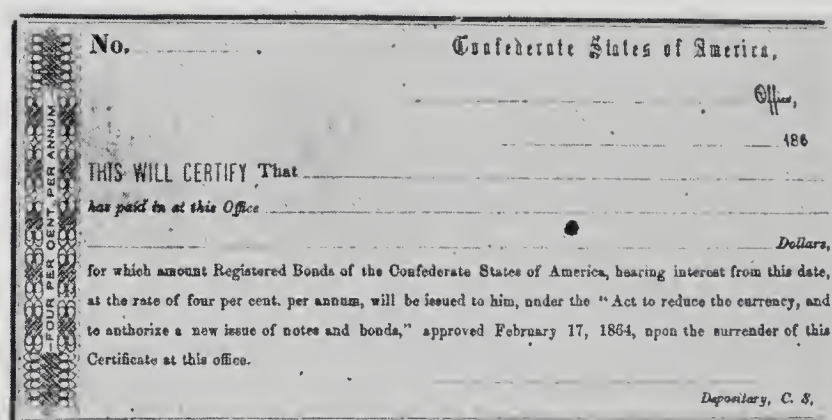 No.
Confederate States of America,
Office,
186
THIS WILL CERTIFY That
has paid in at this Office
Dollars,
for which amount Registered Bonds of the Confederate States of America, bearing interest from this date,
at the rate of four per cent. per annum, will be issued to him, under the "Act to reduce the currency, and
to authorize a new issue of notes and bonds," approved February 17, 1864, upon the surrender of this
Certificate at this office.
Depositary, C. S,
FOUR PER CENT. PER ANNUM